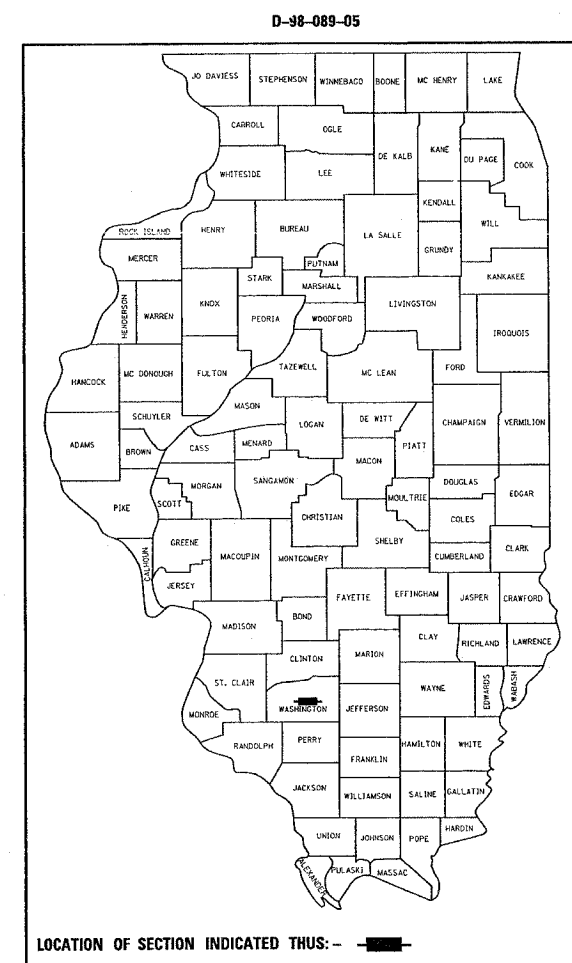 D-98-089-05
JO DAVIESS STEPHENSON WINNEBAGO BOONE MC HENRY LAKE
CARROLL OGLE DE KALB KANE DU PAGE COOK
WHITESIDE LEE
KENDALL WILL
ROCK ISLAND HENRY BUREAU LA SALLE GRUNDY
MERCER PUTNAM KANKAKEE
STARK MARSHALL
HENDERSON WARREN KNOX PEORIA WOODFORD LIVINGSTON IROQUOIS
HANCOCK MC DONOUGH FULTON TAZEWELL MC LEAN FORD
MASON
SCHUYLER LOGAN DE WITT CHAMPAIGN VERMILION
ADAMS BROWN CASS MENARD PIATT
MACON
PIKE SCOTT MORGAN SANGAMON MOULTRIE DOUGLAS EDGAR
CHRISTIAN COLES
GREENE MACOUPIN SHELBY
CALHOUN MONTGOMERY CUMBERLAND CLARK
JERSEY
FAYETTE EFFINGHAM JASPER CRAWFORD
MADISON BOND
CLAY RICHLAND LAWRENCE
CLINTON MARION
ST. CLAIR WAYNE EDWARDS WABASH
MONROE WASHINGTON JEFFERSON
RANDOLPH PERRY HAMILTON WHITE
FRANKLIN
JACKSON WILLIAMSON SALINE GALLATIN
UNION JOHNSON POPE HARDIN
ALEXANDER PULASKI MASSAC
LOCATION OF SECTION INDICATED THUS: -